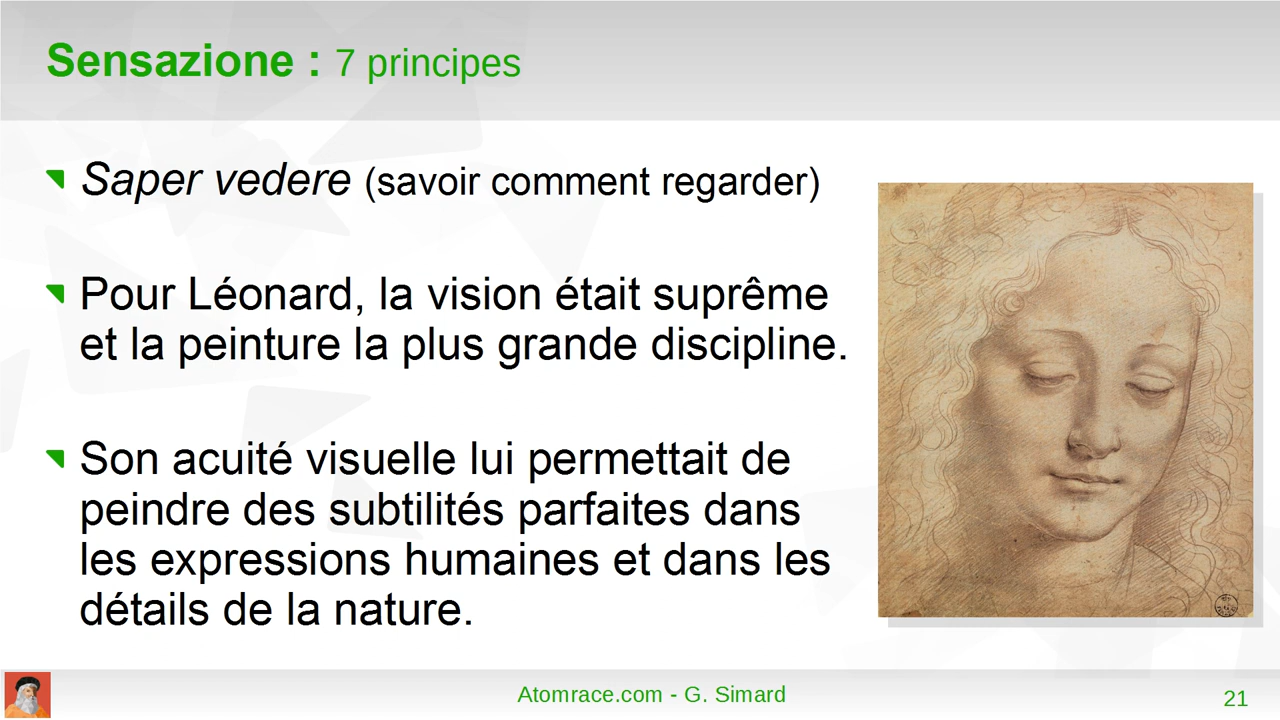 Sensazione : 7 principes
Saper vedere (savoir comment regarder)
Pour Léonard, la vision était suprême
et la peinture la plus grande discipline.
Son acuité visuelle lui permettait de
peindre des subtilités parfaites dans
les expressions humaines et dans les
détails de la nature.
Atomrace.com - G. Simard
21